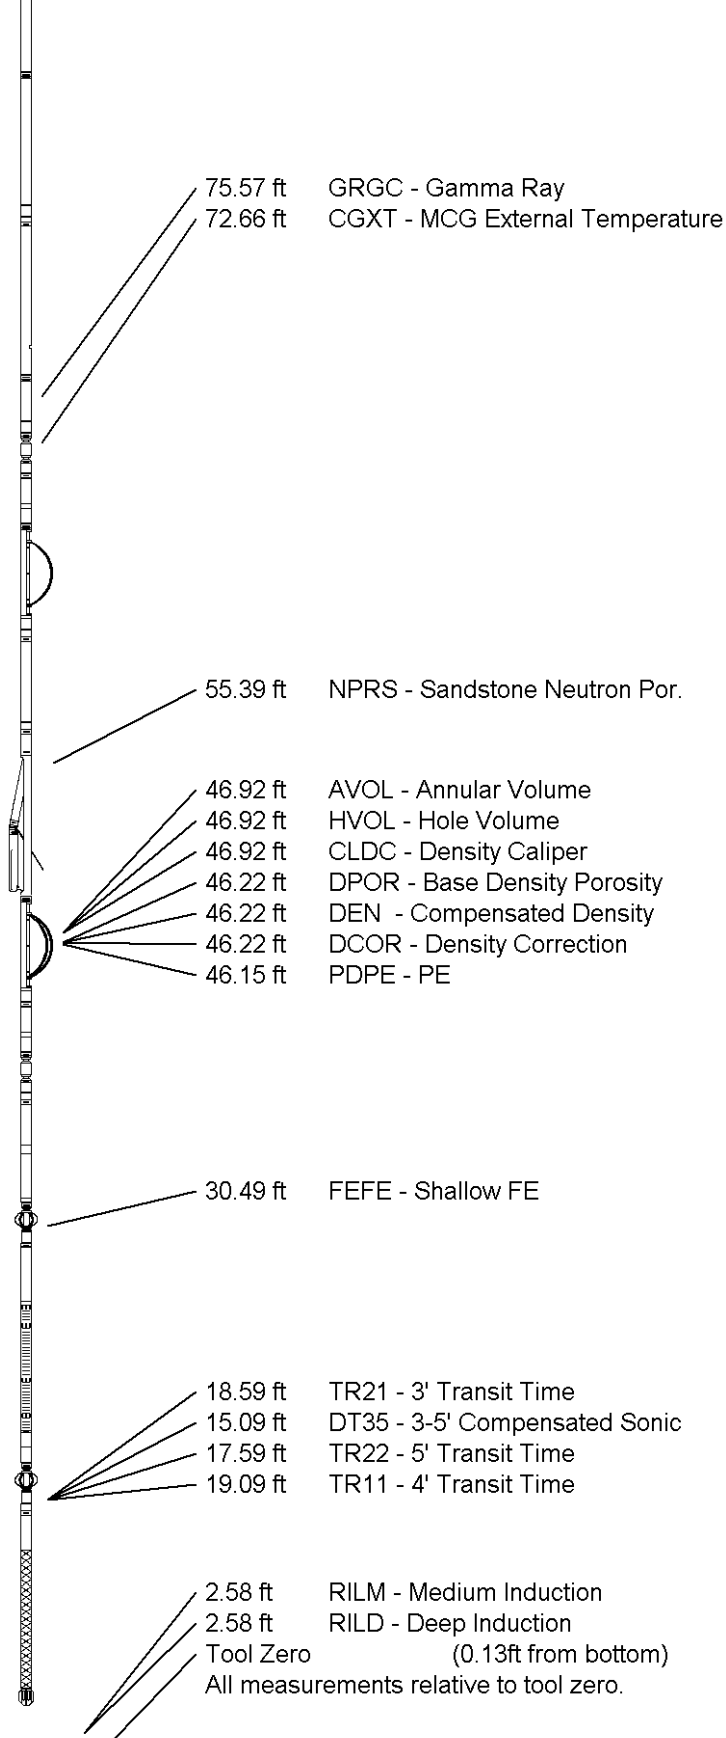 75.57 ft GRGC - Gamma Ray
72.66 ft CGXT - MCG External Temperature
55.39 ft NPRS - Sandstone Neutron Por.
46.92 ft AVOL - Annular Volume
46.92 ft HVOL - Hole Volume
46.92 ft CLDC - Density Caliper
46.22 ft DPOR - Base Density Porosity
46.22 ft DEN - Compensated Density
46.22 ft DCOR - Density Correction
46.15 ft PDPE - PE
30.49 ft FEFE - Shallow FE
18.59 ft TR21 - 3' Transit Time
15.09 ft DT35 - 3-5' Compensated Sonic
17.59 ft TR22 - 5' Transit Time
19.09 ft TR11 - 4' Transit Time
2.58 ft RILM - Medium Induction
2.58 ft RILD - Deep Induction
Tool Zero (0.13ft from bottom)
All measurements relative to tool zero.